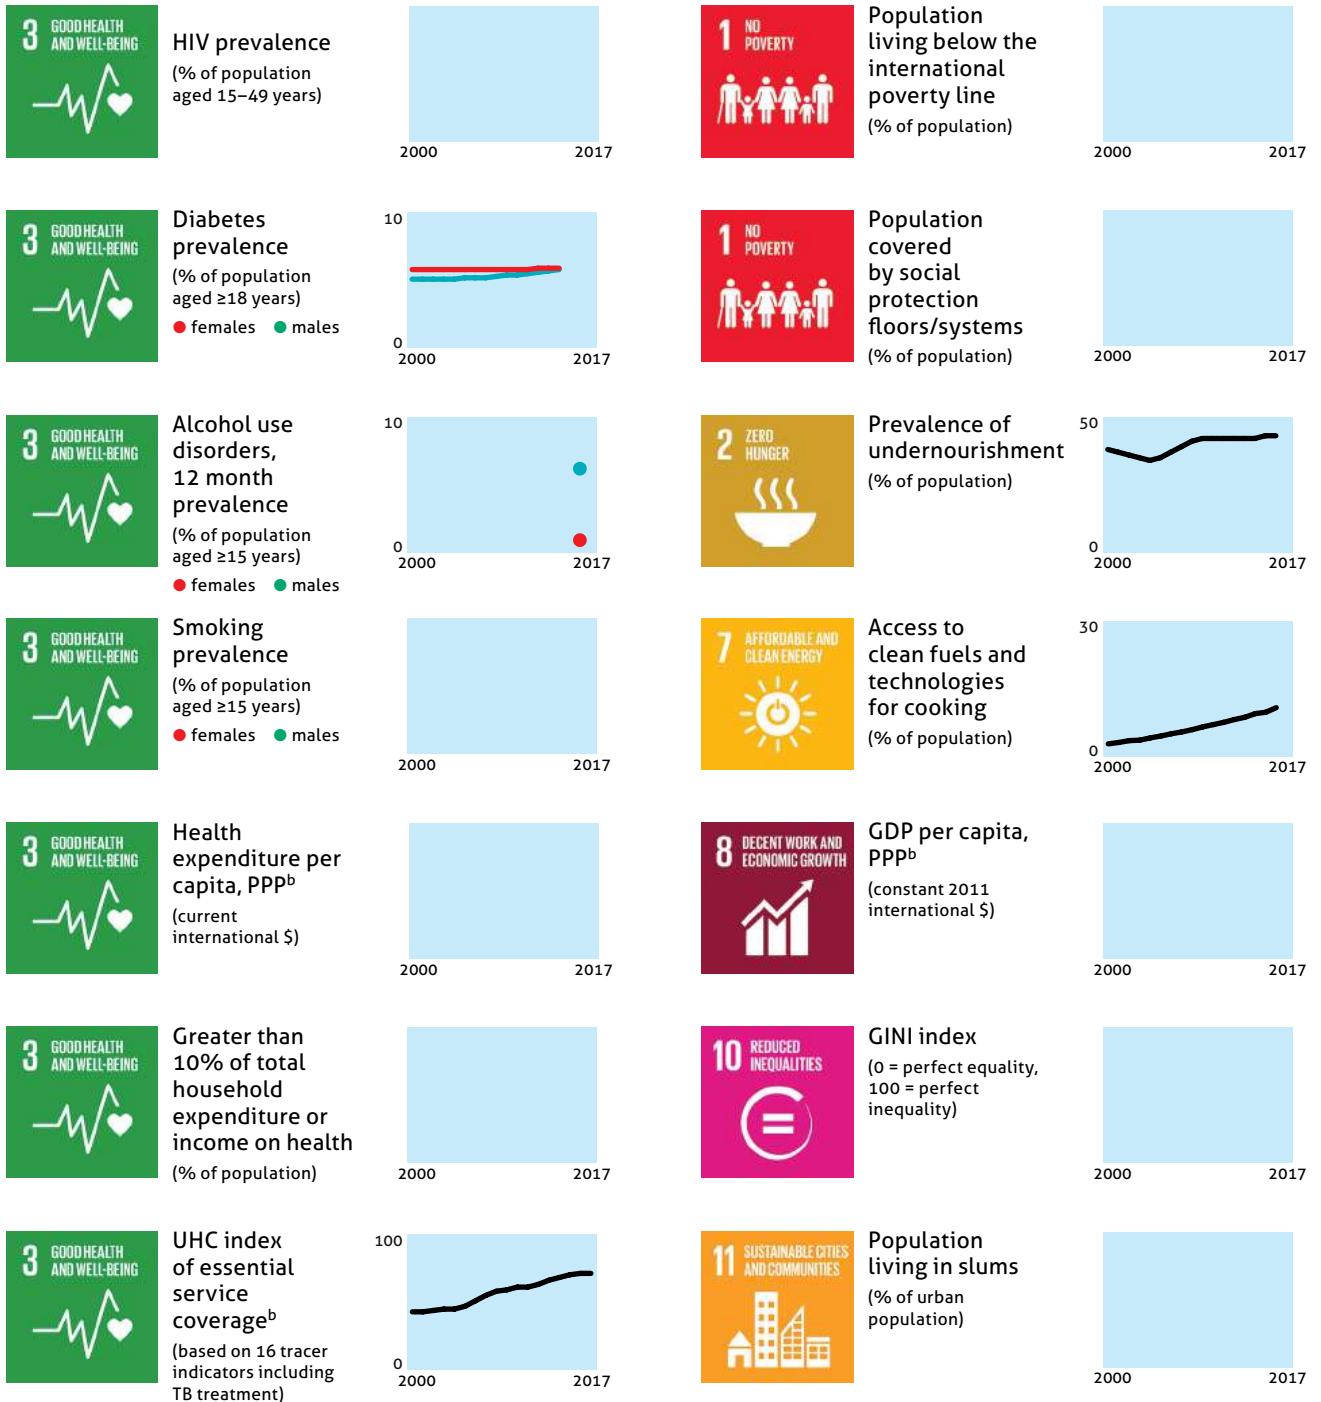 3 GOOD HEALTH
AND WELL-BEING
HIV prevalence
(% of population
aged 15–49 years)
2000 2017
3 GOOD HEALTH
AND WELL-BEING
Diabetes
prevalence
(% of population
aged ≥18 years)
females males
10
0
2000 2017
3 GOOD HEALTH
AND WELL-BEING
Alcohol use
disorders,
12 month
prevalence
(% of population
aged ≥15 years)
females males
10
0
2000 2017
3 GOOD HEALTH
AND WELL-BEING
Smoking
prevalence
(% of population
aged ≥15 years)
females males
2000 2017
3 GOOD HEALTH
AND WELL-BEING
Health
expenditure per
capita, PPPᵇ
(current
international $)
2000 2017
3 GOOD HEALTH
AND WELL-BEING
Greater than
10% of total
household
expenditure or
income on health
(% of population)
2000 2017
3 GOOD HEALTH
AND WELL-BEING
UHC index
of essential
service
coverageᵇ
(based on 16 tracer
indicators including
TB treatment)
100
0
2000 2017
1 NO
POVERTY
Population
living below the
international
poverty line
(% of population)
2000 2017
1 NO
POVERTY
Population
covered
by social
protection
floors/systems
(% of population)
2000 2017
2 ZERO
HUNGER
Prevalence of
undernourishment
(% of population)
50
0
2000 2017
7 AFFORDABLE AND
CLEAN ENERGY
Access to
clean fuels and
technologies
for cooking
(% of population)
30
0
2000 2017
8 DECENT WORK AND
ECONOMIC GROWTH
GDP per capita,
PPPᵇ
(constant 2011
international $)
2000 2017
10 REDUCED
INEQUALITIES
GINI index
(0 = perfect equality,
100 = perfect
inequality)
2000 2017
11 SUSTAINABLE CITIES
AND COMMUNITIES
Population
living in slums
(% of urban
population)
2000 2017